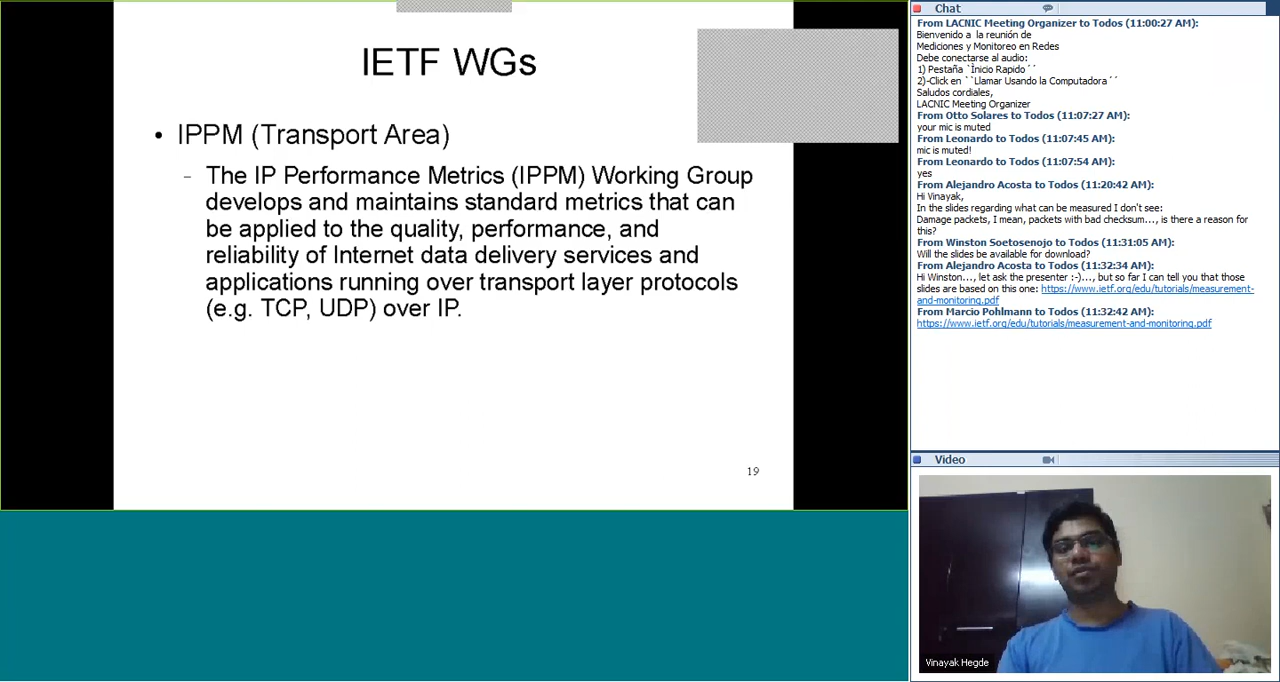 IETF WGs
• IPPM (Transport Area)
– The IP Performance Metrics (IPPM) Working Group
develops and maintains standard metrics that can
be applied to the quality, performance, and
reliability of Internet data delivery services and
applications running over transport layer protocols
(e.g. TCP, UDP) over IP.
19
Chat
From LACNIC Meeting Organizer to Todos (11:00:27 AM):
Bienvenido a la reunión de
Mediciones y Monitoreo en Redes
Debe conectarse al audio:
1) Pestaña `Ìnicio Rapido´´
2)-Click en ``Llamar Usando la Computadora´´
Saludos cordiales,
LACNIC Meeting Organizer
From Otto Solares to Todos (11:07:27 AM):
your mic is muted
From Leonardo to Todos (11:07:45 AM):
mic is muted!
From Leonardo to Todos (11:07:54 AM):
yes
From Alejandro Acosta to Todos (11:20:42 AM):
Hi Vinayak,
In the slides regarding what can be measured I don't see:
Damage packets, I mean, packets with bad checksum..., is there a reason for
this?
From Winston Soetosenojo to Todos (11:31:05 AM):
Will the slides be available for download?
From Alejandro Acosta to Todos (11:32:34 AM):
Hi Winston..., let ask the presenter :-)..., but so far I can tell you that those
slides are based on this one: https://www.ietf.org/edu/tutorials/measurement-
and-monitoring.pdf
From Marcio Pohlmann to Todos (11:32:42 AM):
https://www.ietf.org/edu/tutorials/measurement-and-monitoring.pdf
Video
Vinayak Hegde